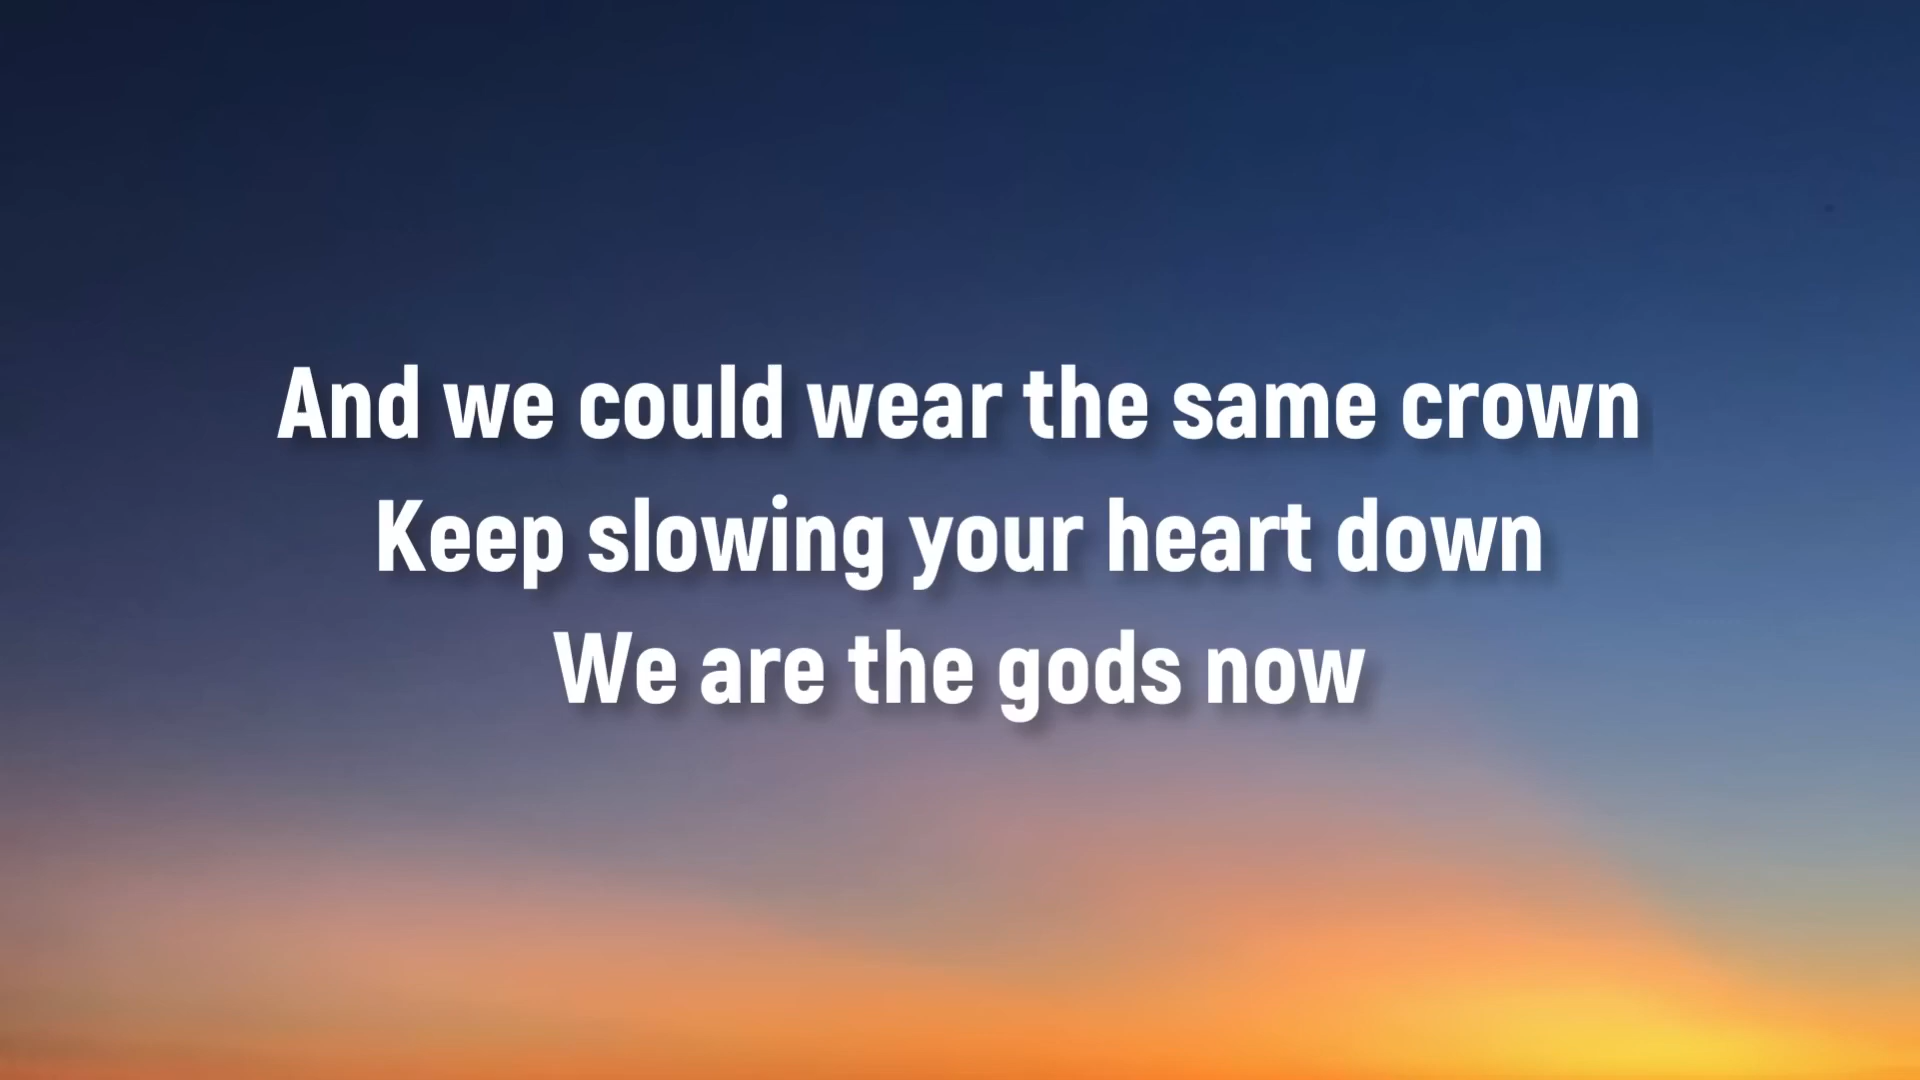 And we could wear the same crown
Keep slowing your heart down
We are the gods now